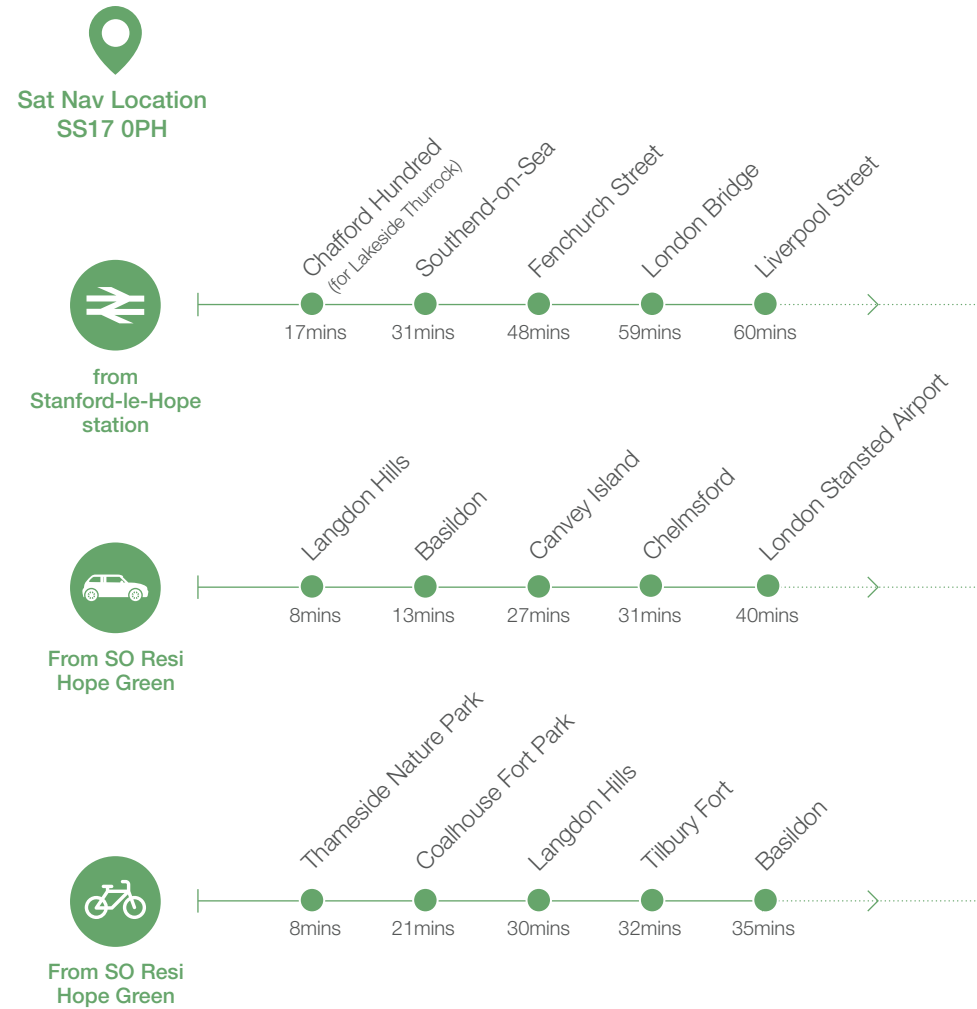 Sat Nav Location
SS17 0PH
Chafford Hundred
(for Lakeside Thurrock)
Southend-on-Sea
Fenchurch Street
London Bridge
Liverpool Street
17mins
31mins
48mins
59mins
60mins
from
Stanford-le-Hope
station
Langdon Hills
Basildon
Canvey Island
Chelmsford
London Stansted Airport
8mins
13mins
27mins
31mins
40mins
From SO Resi
Hope Green
Thameside Nature Park
Coalhouse Fort Park
Langdon Hills
Tilbury Fort
Basildon
8mins
21mins
30mins
32mins
35mins
From SO Resi
Hope Green